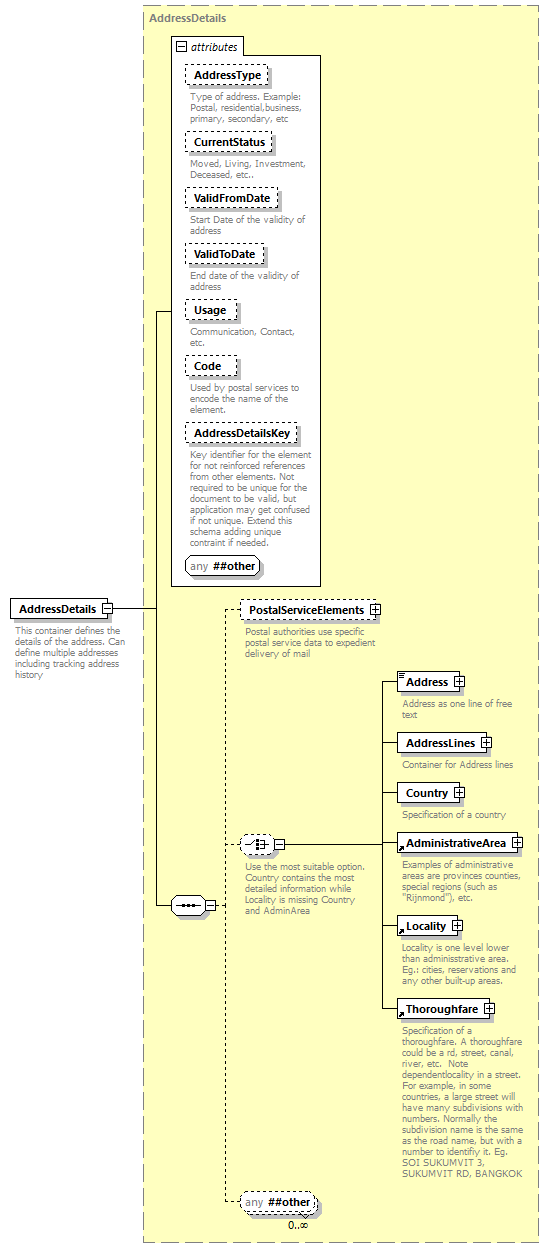 AddressDetails
attributes
AddressType
Type of address. Example:
Postal, residential,business,
primary, secondary, etc
CurrentStatus
Moved, Living, Investment,
Deceased, etc..
ValidFromDate
Start Date of the validity of
address
ValidToDate
End date of the validity of
address
Usage
Communication, Contact,
etc.
Code
Used by postal services to
encode the name of the
element.
AddressDetailsKey
Key identifier for the element
for not reinforced references
from other elements. Not
required to be unique for the
document to be valid, but
application may get confused
if not unique. Extend this
schema adding unique
contraint if needed.
any ##other
AddressDetails
This container defines the
details of the address. Can
define multiple addresses
including tracking address
history
PostalServiceElements
Postal authorities use specific
postal service data to expedient
delivery of mail
Address
Address as one line of free
text
AddressLines
Container for Address lines
Country
Specification of a country
AdministrativeArea
Examples of administrative
areas are provinces counties,
special regions (such as
"Rijnmond"), etc.
Use the most suitable option.
Country contains the most
detailed information while
Locality is missing Country
and AdminArea
Locality
Locality is one level lower
than adminisstrative area.
Eg.: cities, reservations and
any other built-up areas.
Thoroughfare
Specification of a
thoroughfare. A thoroughfare
could be a rd, street, canal,
river, etc.  Note
dependentlocality in a street.
For example, in some
countries, a large street will
have many subdivisions with
numbers. Normally the
subdivision name is the same
as the road name, but with a
number to identifiy it. Eg.
SOI SUKUMVIT 3,
SUKUMVIT RD, BANGKOK
any ##other
0..∞